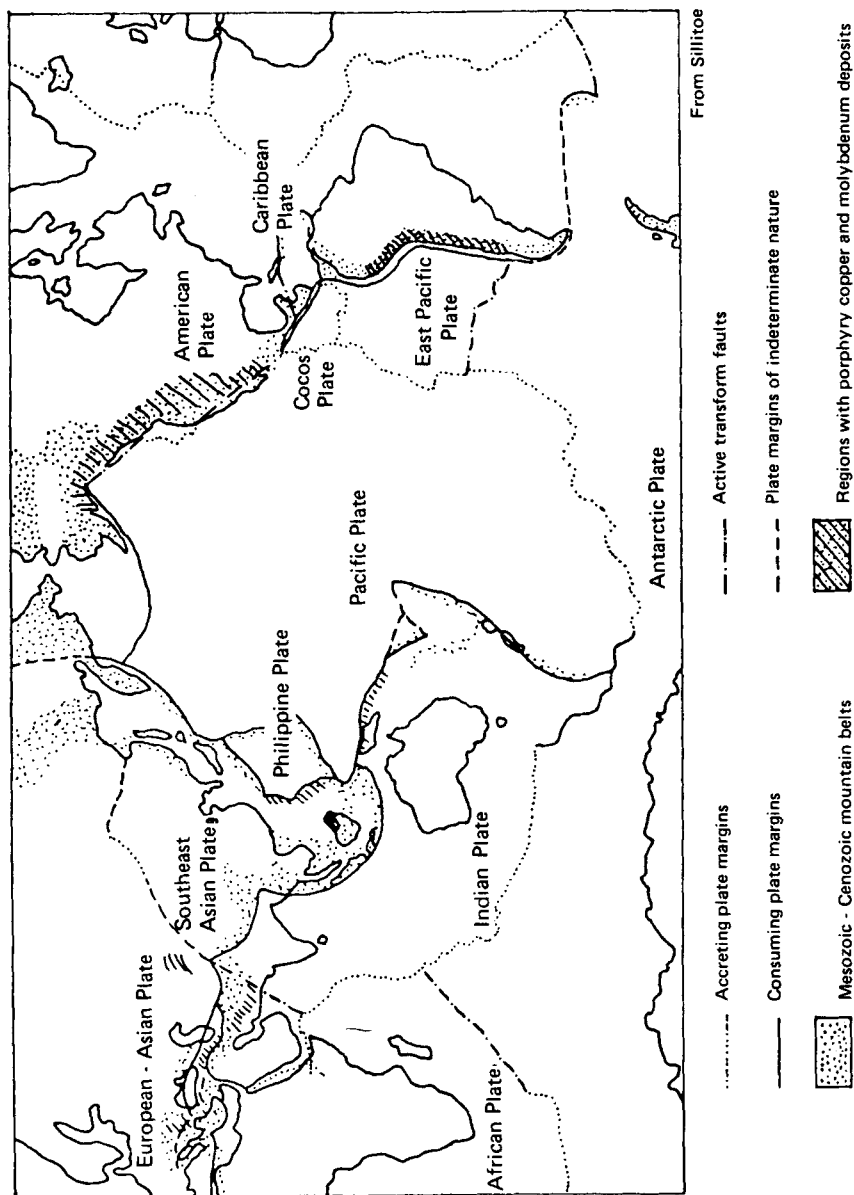 European - Asian Plate
Southeast
Asian Plate
Philippine Plate
American
Plate
Caribbean
Plate
Cocos
Plate
Pacific Plate
East Pacific
Plate
African Plate
Indian Plate
Antarctic Plate
From Sillitoe
Accreting plate margins
Active transform faults
Consuming plate margins
Plate margins of indeterminate nature
Mesozoic - Cenozoic mountain belts
Regions with porphyry copper and molybdenum deposits